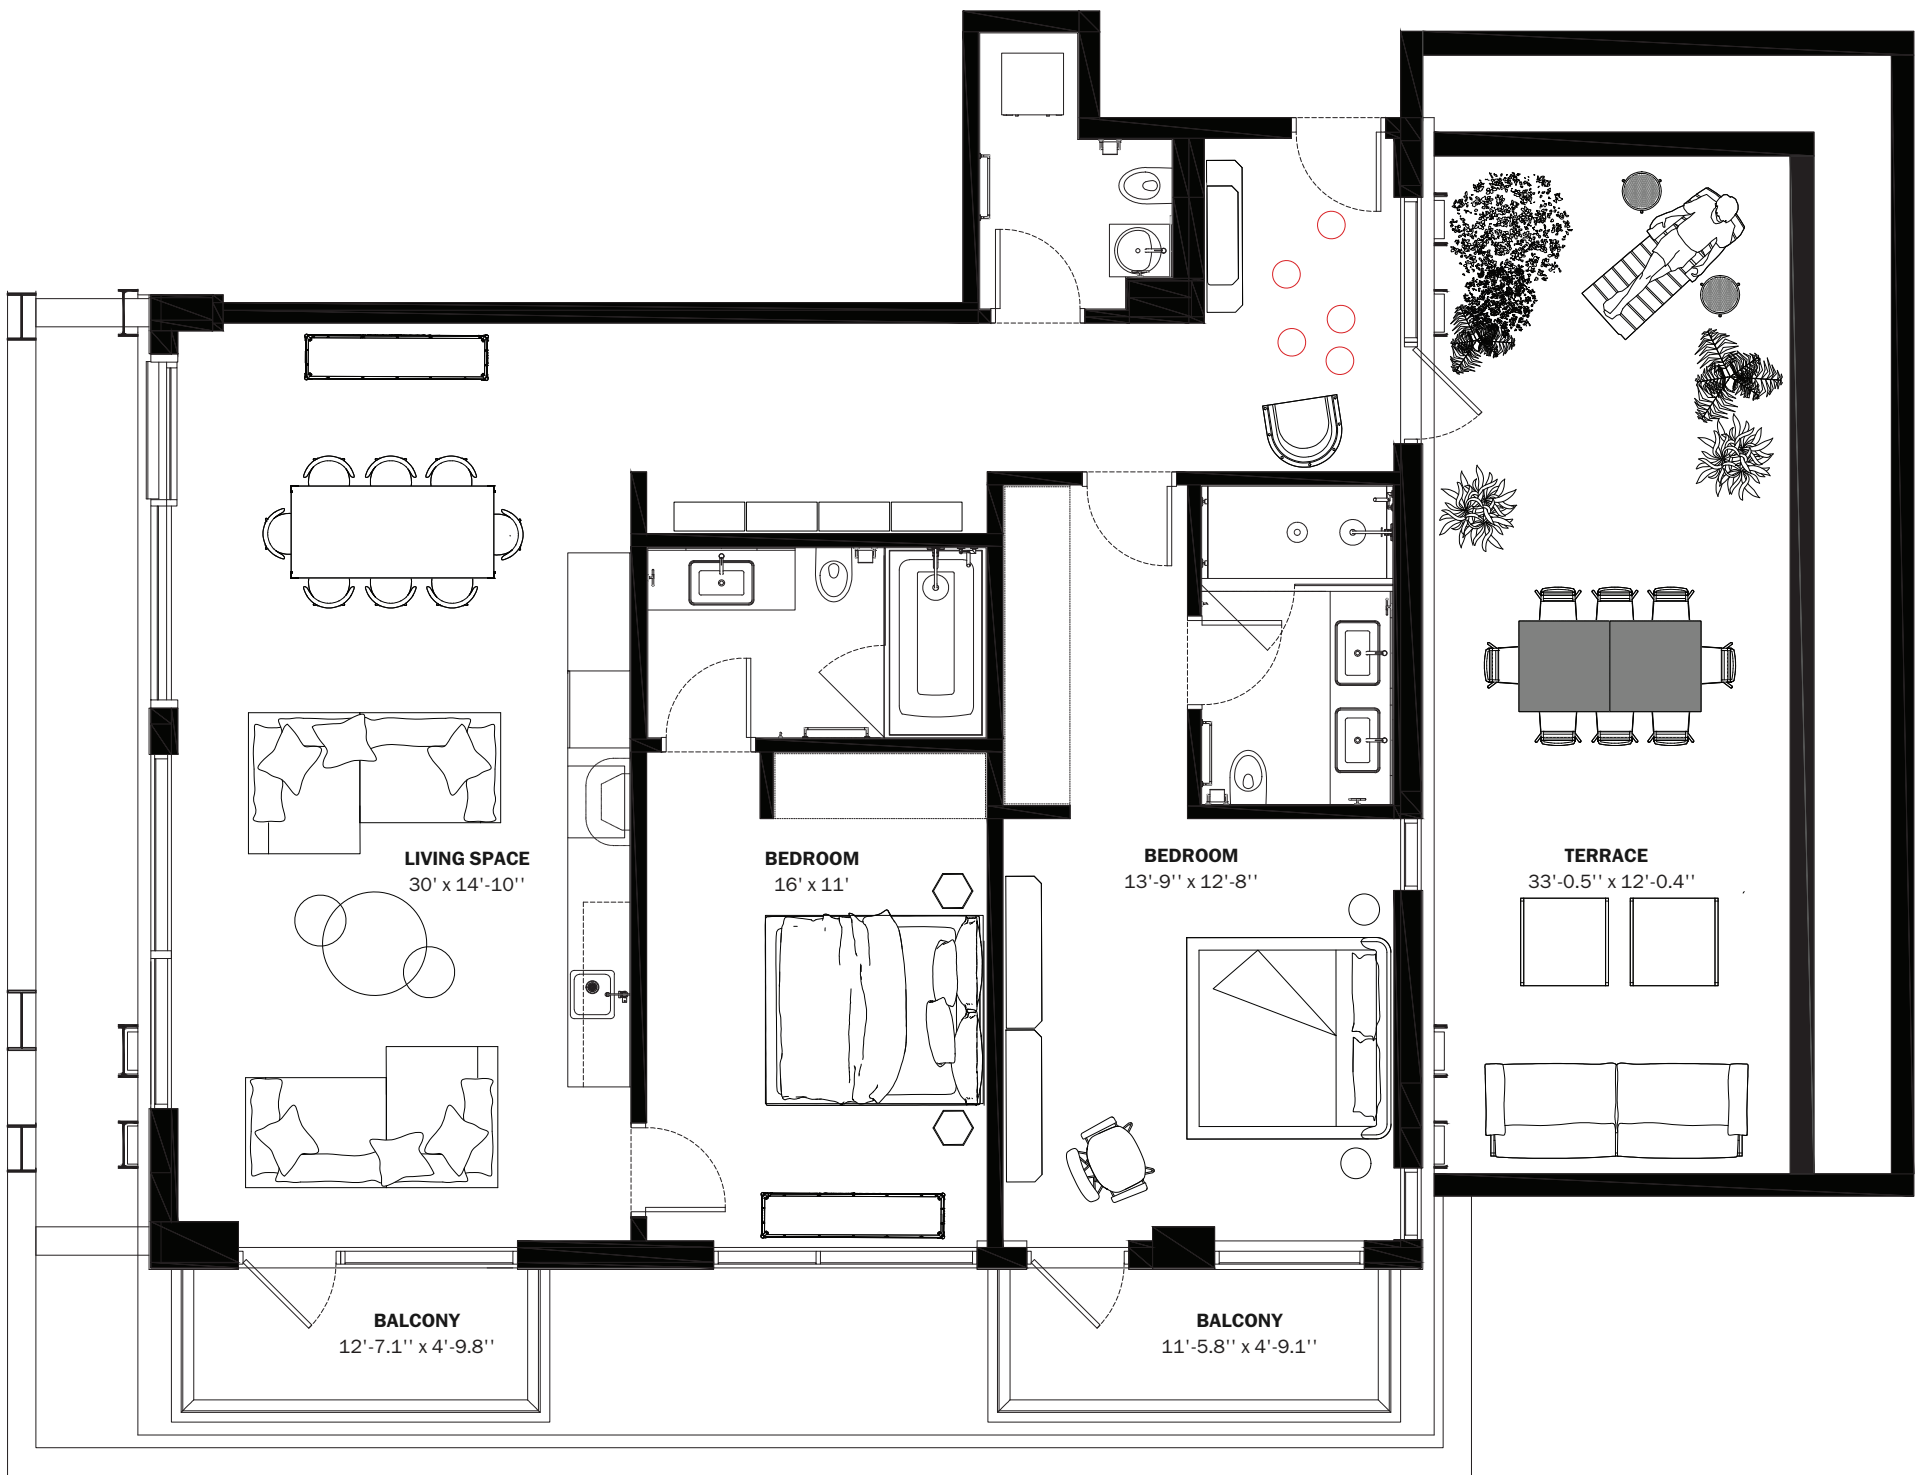 LIVING SPACE
30' x 14'-10''
BEDROOM
16' x 11'
BEDROOM
13'-9'' x 12'-8''
TERRACE
33'-0.5'' x 12'-0.4''
BALCONY
12'-7.1'' x 4'-9.8''
BALCONY
11'-5.8'' x 4'-9.1''